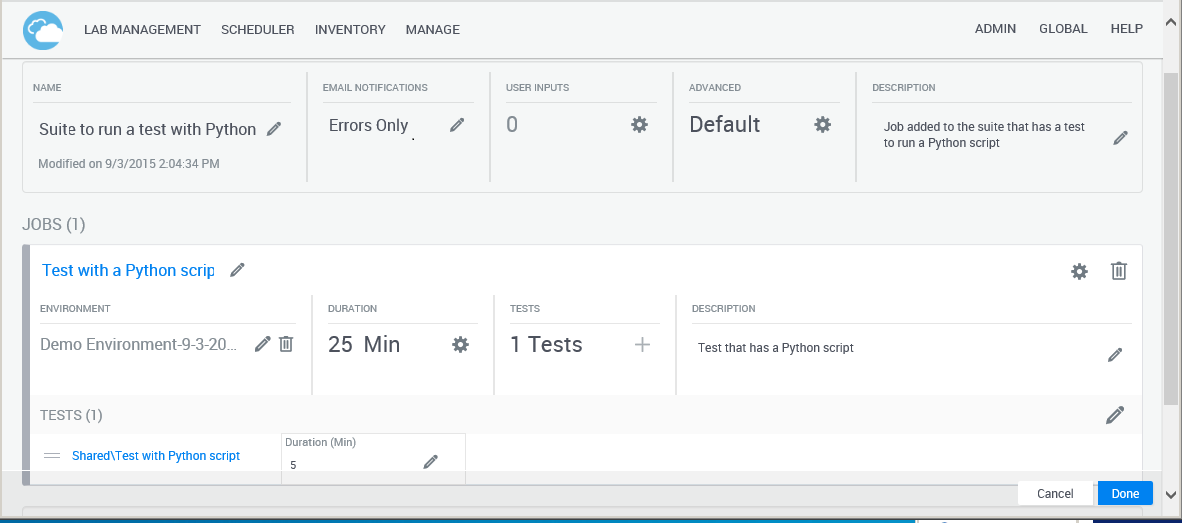 LAB MANAGEMENT SCHEDULER INVENTORY MANAGE ADMIN GLOBAL HELP
NAME EMAIL NOTIFICATIONS USER INPUTS ADVANCED DESCRIPTION
Suite to run a test with Python Errors Only 0 Default Job added to the suite that has a test
to run a Python script
Modified on 9/3/2015 2:04:34 PM
JOBS (1)
Test with a Python scrip
ENVIRONMENT DURATION TESTS DESCRIPTION
Demo Environment-9-3-20... 25 Min 1 Tests Test that has a Python script
TESTS (1)
Duration (Min)
Shared\Test with Python script
5
Cancel Done